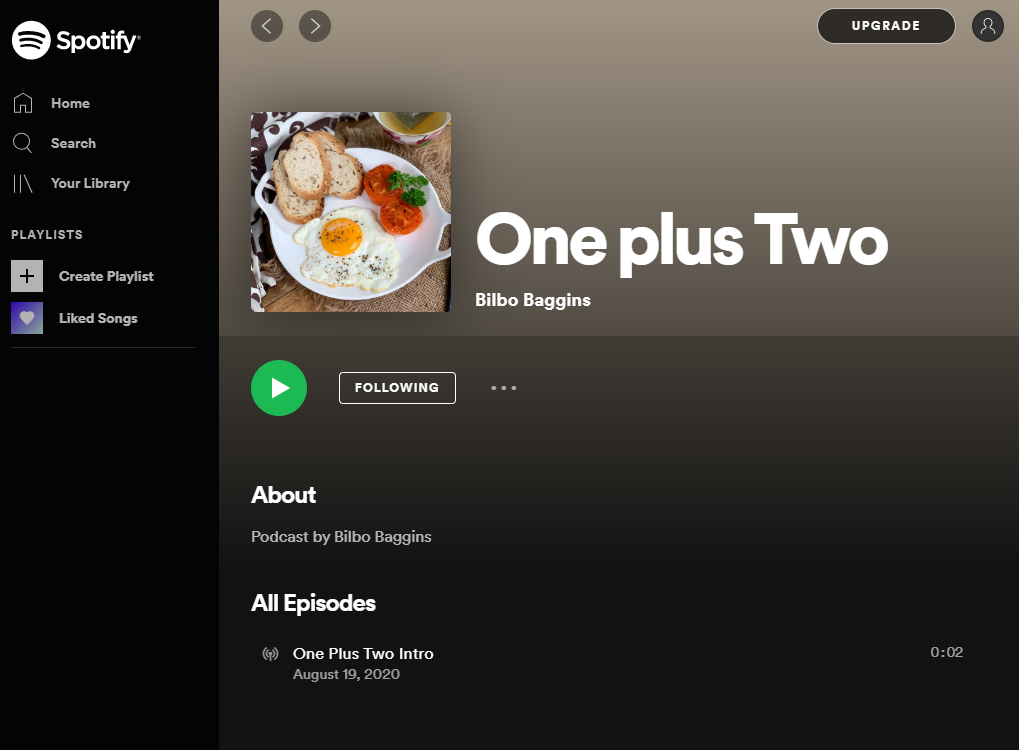 Spotify®
Home
Search
Your Library
PLAYLISTS
Create Playlist
Liked Songs
UPGRADE
One plus Two
Bilbo Baggins
FOLLOWING
About
Podcast by Bilbo Baggins
All Episodes
One Plus Two Intro
0:02
August 19, 2020